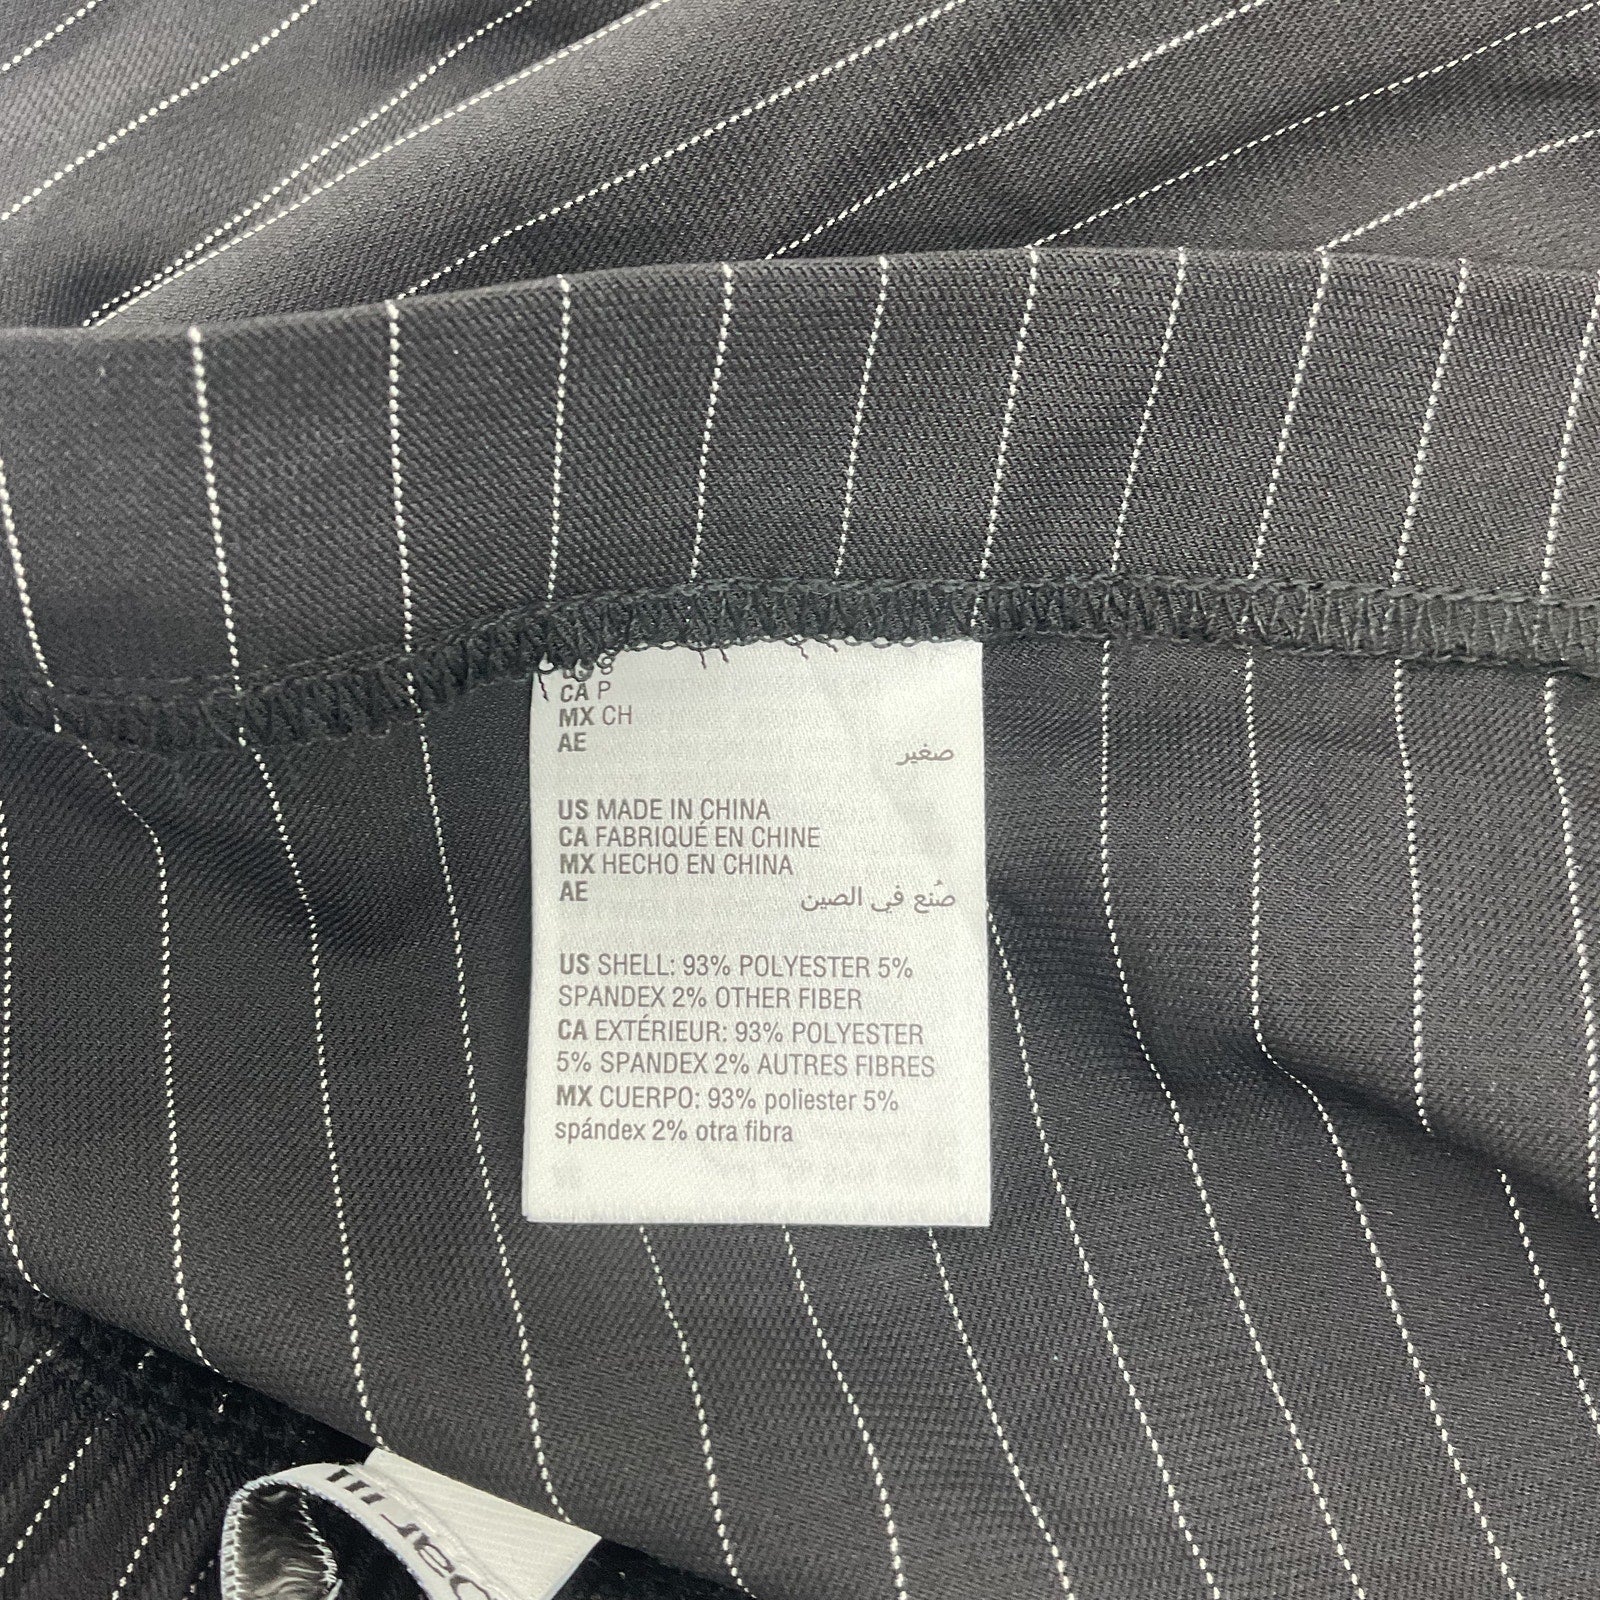 US S
CA P
MX CH
AE صغير
US MADE IN CHINA
CA FABRIQUÉ EN CHINE
MX HECHO EN CHINA
AE صُنع في الصين
US SHELL: 93% POLYESTER 5%
SPANDEX 2% OTHER FIBER
CA EXTÉRIEUR: 93% POLYESTER
5% SPANDEX 2% AUTRES FIBRES
MX CUERPO: 93% poliester 5%
spándex 2% otra fibra